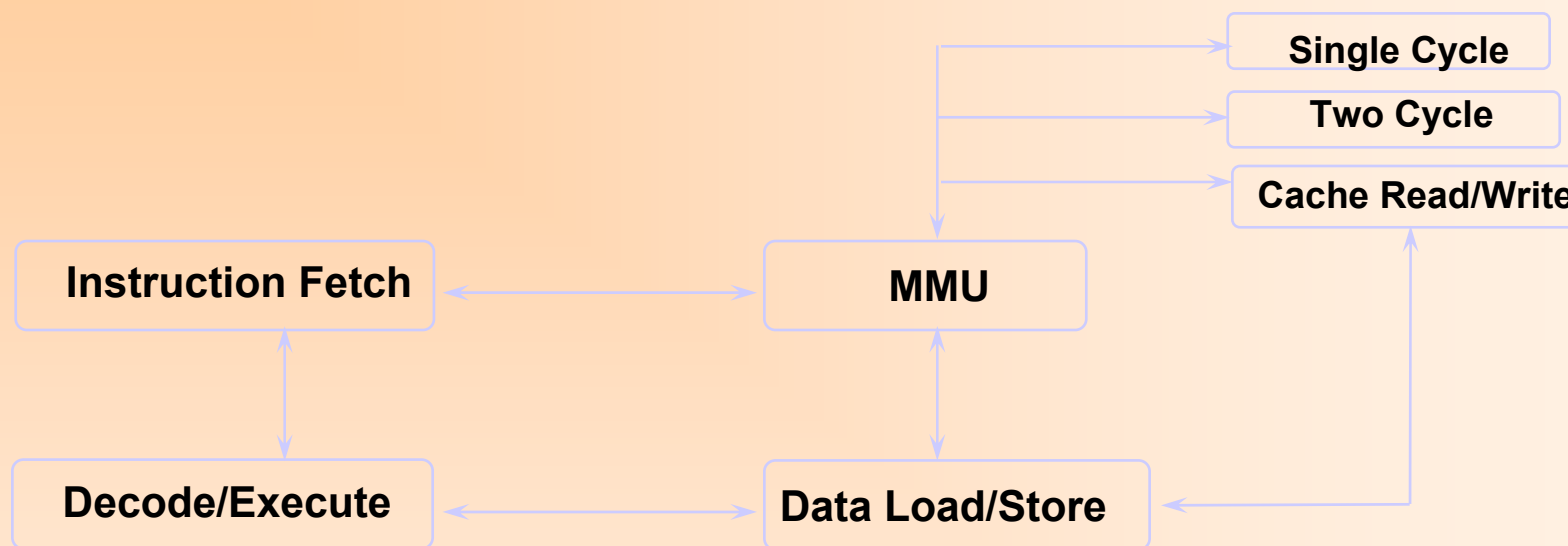 Single Cycle
Two Cycle
Cache Read/Write
Instruction Fetch
MMU
Decode/Execute
Data Load/Store